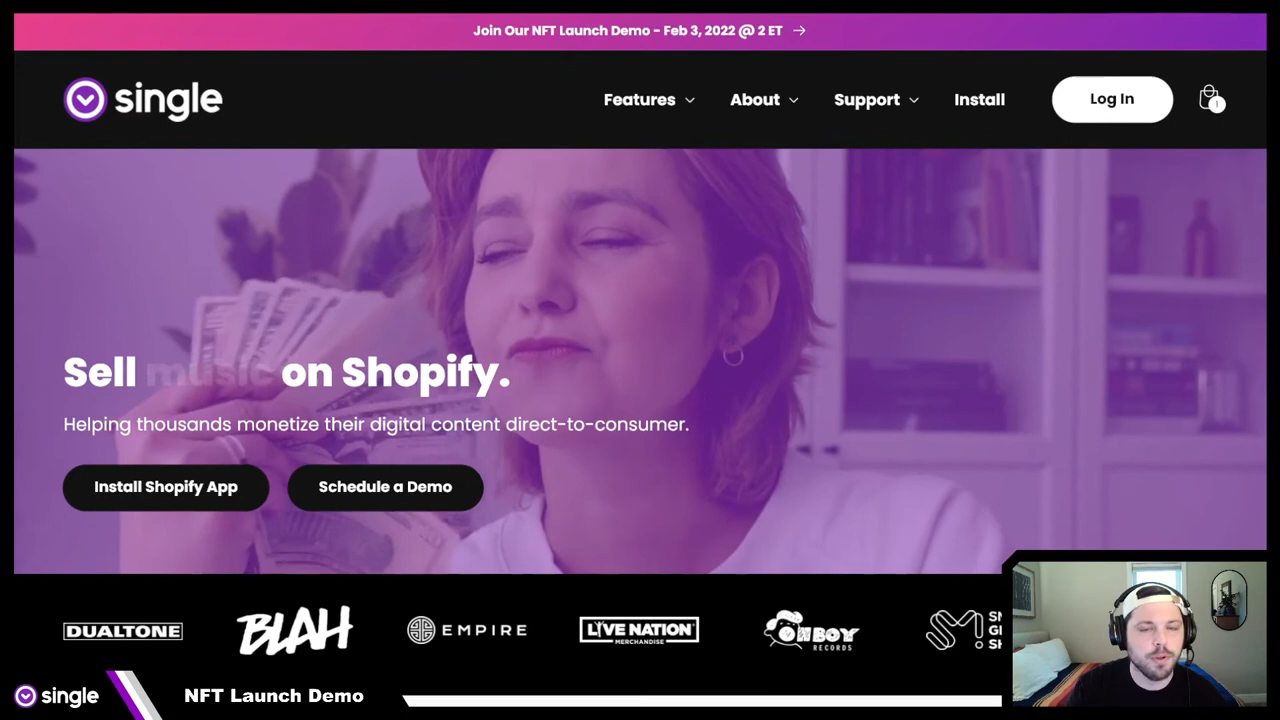 Join Our NFT Launch Demo - Feb 3, 2022 @ 2 ET →
single
Features
About
Support
Install
Log In
1
Sell music on Shopify.
Helping thousands monetize their digital content direct-to-consumer.
Install Shopify App
Schedule a Demo
DUALTONE
BLAH
EMPIRE
LIVE NATION
MERCHANDISE
RECORDS
single
NFT Launch Demo